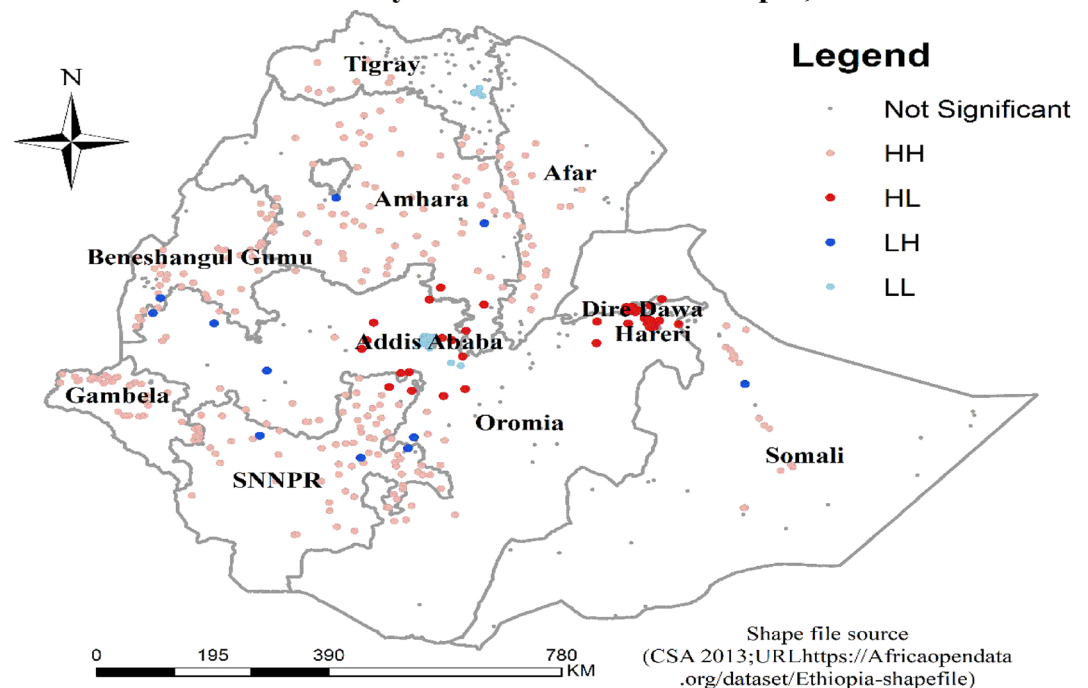 Legend
N
Not Significant
HH
HL
LH
LL
Tigray
Afar
Amhara
Beneshangul Gumu
Dire Dawa
Hareri
Addis Ababa
Gambela
Oromia
Somali
SNNPR
0 195 390 780
KM
Shape file source
(CSA 2013;URLhttps://Africaopendata
.org/dataset/Ethiopia-shapefile)